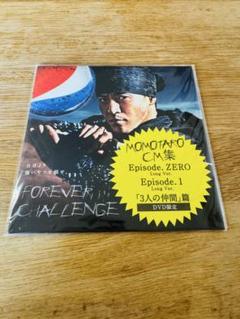 FOREVER
CHALLENGE
MOMOTARO
CM集
Episode.ZERO
Long Ver.
Episode.1
Long Ver.
「3人の仲間」篇
DVD限定